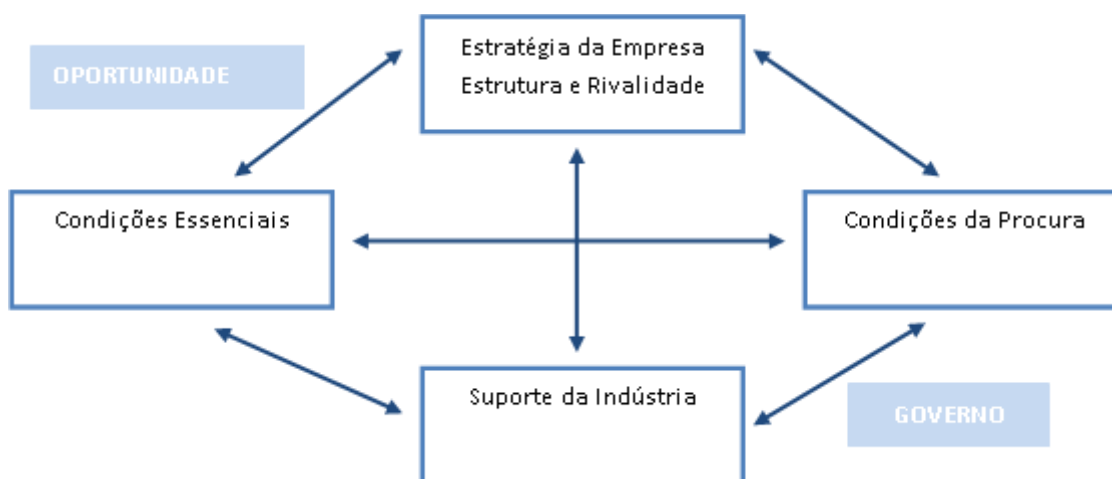 OPORTUNIDADE
Estratégia da Empresa
Estrutura e Rivalidade
Condições Essenciais
Condições da Procura
Suporte da Indústria
GOVERNO